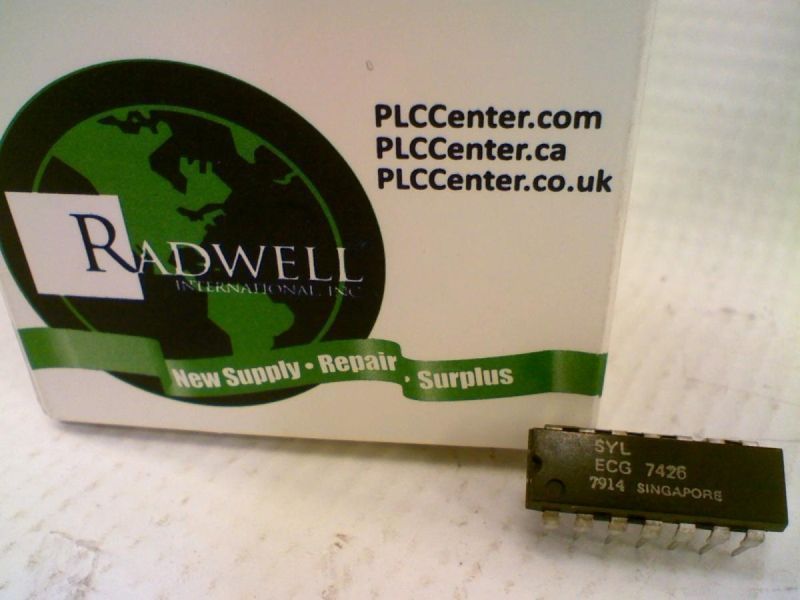 PLCCenter.com
PLCCenter.ca
PLCCenter.co.uk
RADWELL
INTERNATIONAL, INC
New Supply • Repair • Surplus
SYL
ECG 7426
7914 SINGAPORE